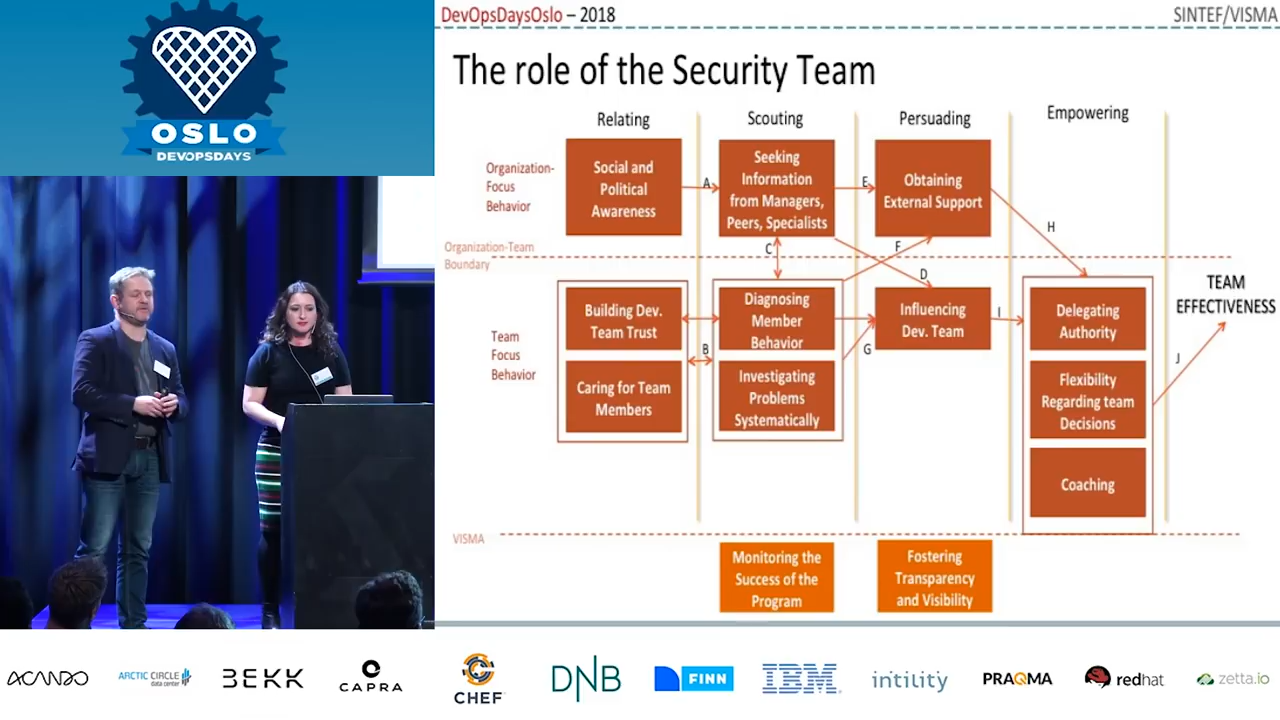 OSLO
DEVOPSDAYS
DevOpsDaysOslo – 2018
SINTEF/VISMA
The role of the Security Team
Relating
Scouting
Persuading
Empowering
Organization-
Focus
Behavior
Social and
Political
Awareness
A
Seeking
Information
from Managers,
Peers, Specialists
E
Obtaining
External Support
H
Organization-Team
Boundary
C
F
D
Team
Focus
Behavior
Building Dev.
Team Trust
Caring for Team
Members
B
Diagnosing
Member
Behavior
Investigating
Problems
Systematically
G
Influencing
Dev. Team
I
Delegating
Authority
Flexibility
Regarding team
Decisions
Coaching
J
TEAM
EFFECTIVENESS
VISMA
Monitoring the
Success of the
Program
Fostering
Transparency
and Visibility
ACANDO
ARCTIC CIRCLE
data center
BEKK
CAPRA
CHEF
DNB
FINN
IBM
intility
PRAQMA
redhat
zetta.io